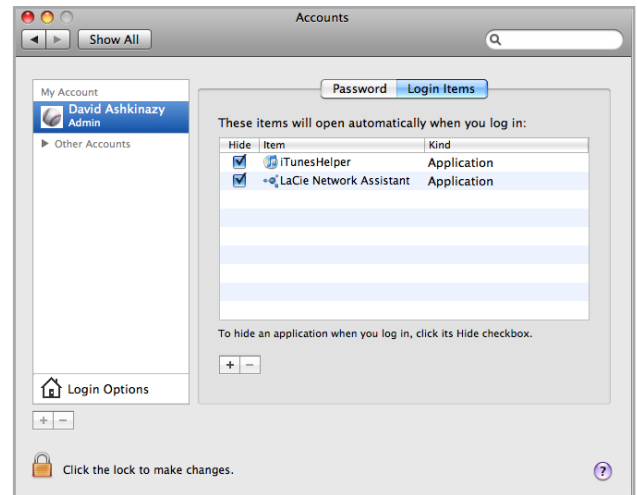 Accounts
Show All
My Account
David Ashkinazy
Admin
Other Accounts
Login Options
Password Login Items
These items will open automatically when you log in:
Hide Item Kind
iTunesHelper Application
LaCie Network Assistant Application
To hide an application when you log in, click its Hide checkbox.
+ −
+ −
Click the lock to make changes.
?